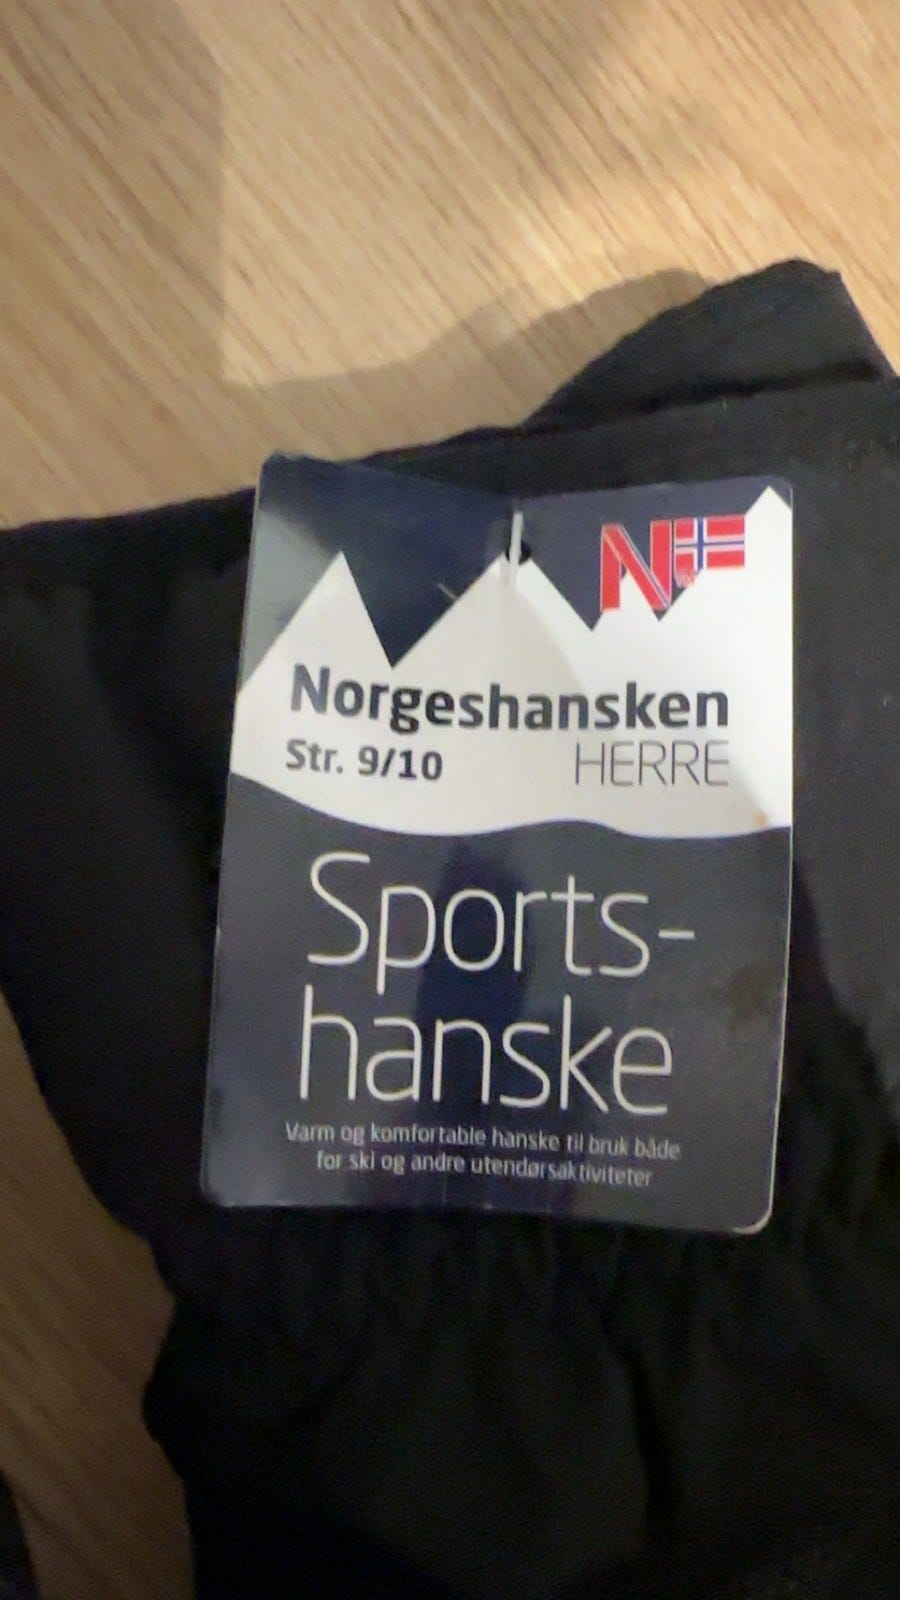 N
Norgeshansken
Str. 9/10 HERRE
Sports-
hanske
Varm og komfortable hanske til bruk både
for ski og andre utendørsaktiviteter